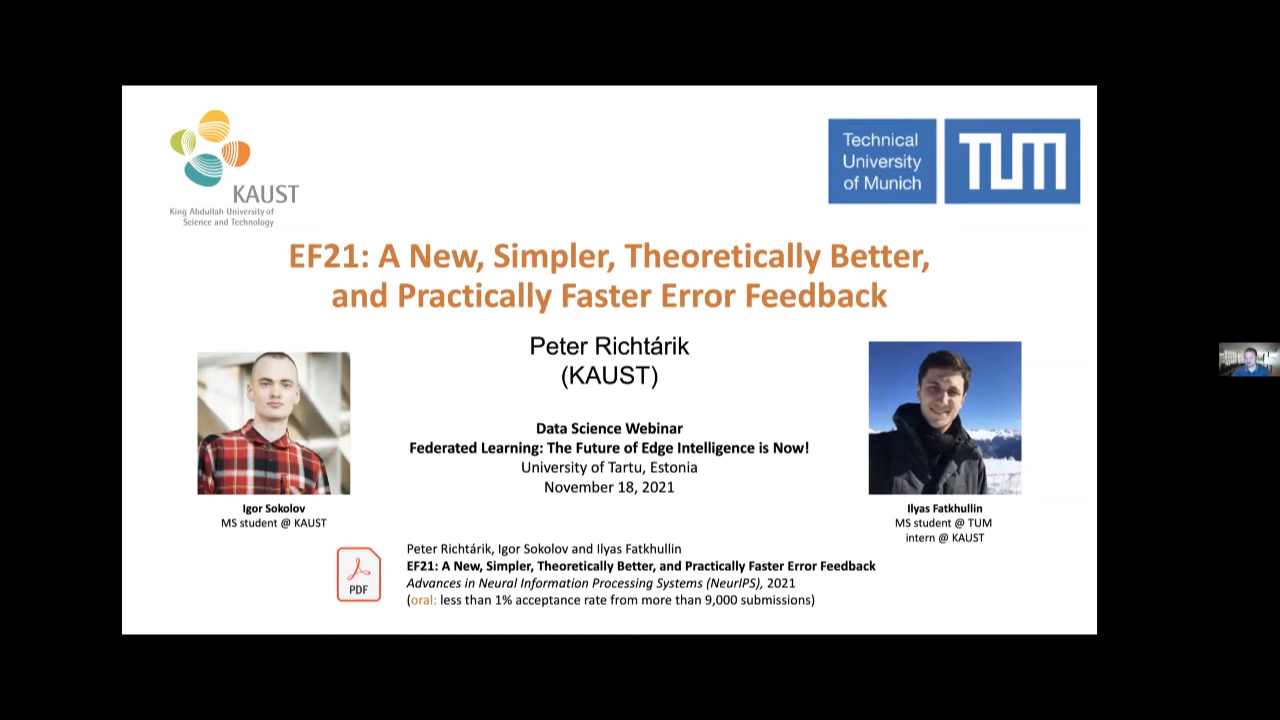 KAUST
King Abdullah University of
Science and Technology
Technical
University
of Munich
TUM
EF21: A New, Simpler, Theoretically Better,
and Practically Faster Error Feedback
Peter Richtárik
(KAUST)
Data Science Webinar
Federated Learning: The Future of Edge Intelligence is Now!
University of Tartu, Estonia
November 18, 2021
Igor Sokolov
MS student @ KAUST
Ilyas Fatkhullin
MS student @ TUM
intern @ KAUST
PDF
Peter Richtárik, Igor Sokolov and Ilyas Fatkhullin
EF21: A New, Simpler, Theoretically Better, and Practically Faster Error Feedback
Advances in Neural Information Processing Systems (NeurIPS), 2021
(oral: less than 1% acceptance rate from more than 9,000 submissions)